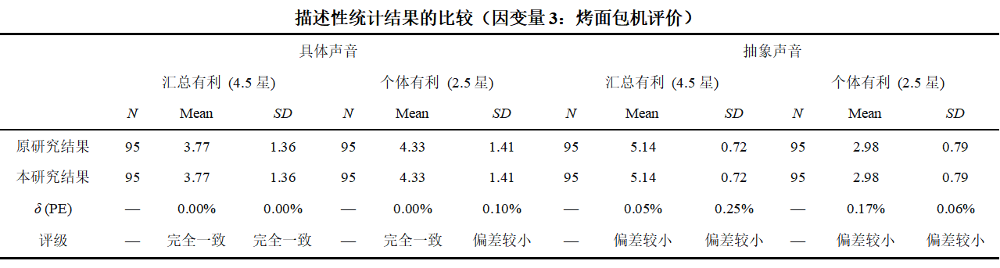 描述性统计结果的比较（因变量 3：烤面包机评价）
具体声音 抽象声音
汇总有利 (4.5 星) 个体有利 (2.5 星) 汇总有利 (4.5 星) 个体有利 (2.5 星)
N Mean SD N Mean SD N Mean SD N Mean SD
原研究结果 95 3.77 1.36 95 4.33 1.41 95 5.14 0.72 95 2.98 0.79
本研究结果 95 3.77 1.36 95 4.33 1.41 95 5.14 0.72 95 2.98 0.79
δ (PE) — 0.00% 0.00% — 0.00% 0.10% — 0.05% 0.25% — 0.17% 0.06%
评级 — 完全一致 完全一致 — 完全一致 偏差较小 — 偏差较小 偏差较小 — 偏差较小 偏差较小